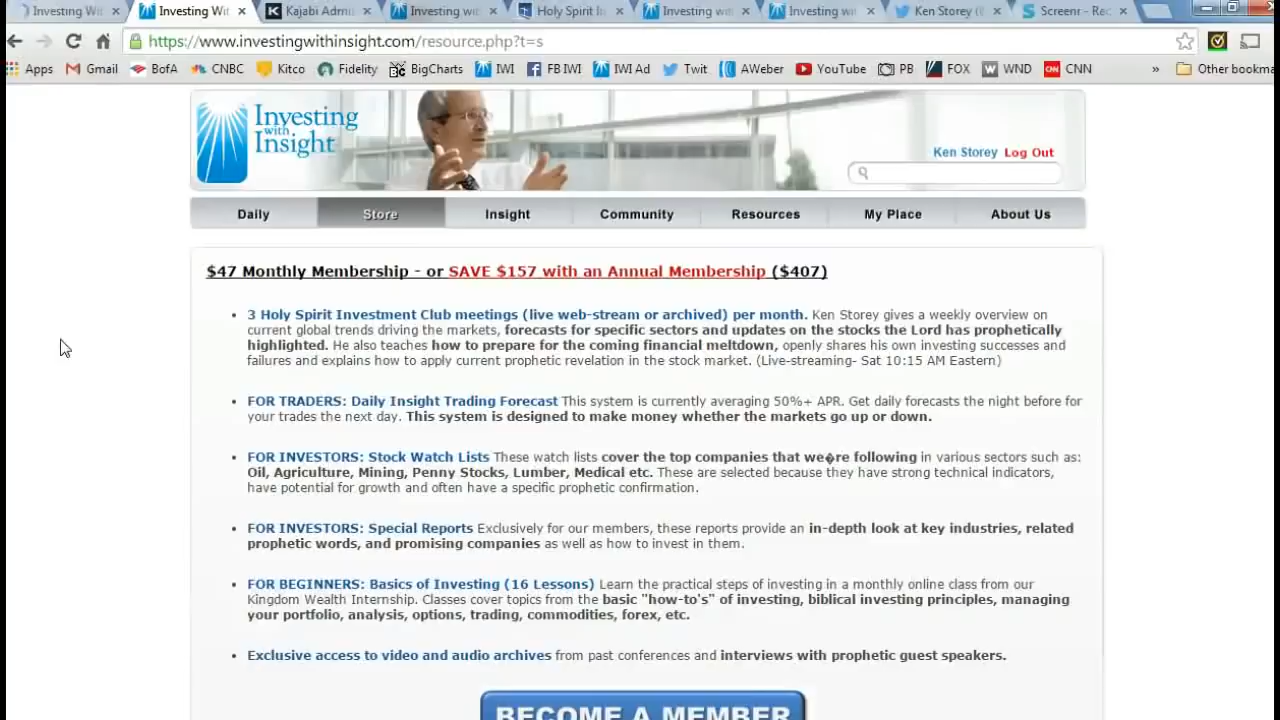 Investing Wit
Investing Wit
Kajabi Admi
Investing wit
Holy Spirit I
Investing wi
Investing wi
Ken Storey (
Screenr - Rec
https://www.investingwithinsight.com/resource.php?t=s
Apps Gmail BofA CNBC Kitco Fidelity BigCharts IWI FB IWI IWI Ad Twit AWeber YouTube PB FOX WND CNN » Other bookma
Investing
with
Insight
Ken Storey Log Out
Daily Store Insight Community Resources My Place About Us
$47 Monthly Membership - or SAVE $157 with an Annual Membership ($407)
• 3 Holy Spirit Investment Club meetings (live web-stream or archived) per month. Ken Storey gives a weekly overview on
current global trends driving the markets, forecasts for specific sectors and updates on the stocks the Lord has prophetically
highlighted. He also teaches how to prepare for the coming financial meltdown, openly shares his own investing successes and
failures and explains how to apply current prophetic revelation in the stock market. (Live-streaming- Sat 10:15 AM Eastern)
• FOR TRADERS: Daily Insight Trading Forecast This system is currently averaging 50%+ APR. Get daily forecasts the night before for
your trades the next day. This system is designed to make money whether the markets go up or down.
• FOR INVESTORS: Stock Watch Lists These watch lists cover the top companies that we�re following in various sectors such as:
Oil, Agriculture, Mining, Penny Stocks, Lumber, Medical etc. These are selected because they have strong technical indicators,
have potential for growth and often have a specific prophetic confirmation.
• FOR INVESTORS: Special Reports Exclusively for our members, these reports provide an in-depth look at key industries, related
prophetic words, and promising companies as well as how to invest in them.
• FOR BEGINNERS: Basics of Investing (16 Lessons) Learn the practical steps of investing in a monthly online class from our
Kingdom Wealth Internship. Classes cover topics from the basic "how-to's" of investing, biblical investing principles, managing
your portfolio, analysis, options, trading, commodities, forex, etc.
• Exclusive access to video and audio archives from past conferences and interviews with prophetic guest speakers.
BECOME A MEMBER